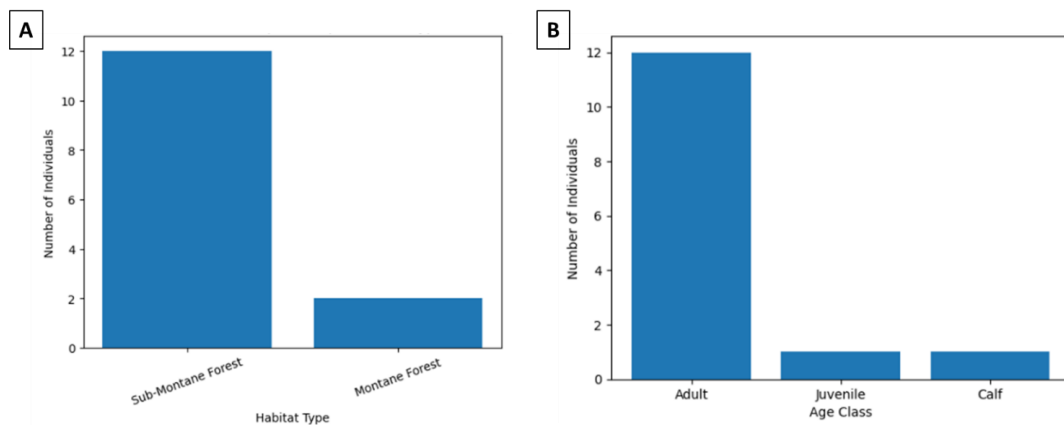 A
12
10
8
6
4
2
0
Number of Individuals
Sub-Montane Forest
Montane Forest
Habitat Type
B
12
10
8
6
4
2
0
Number of Individuals
Adult
Juvenile
Calf
Age Class